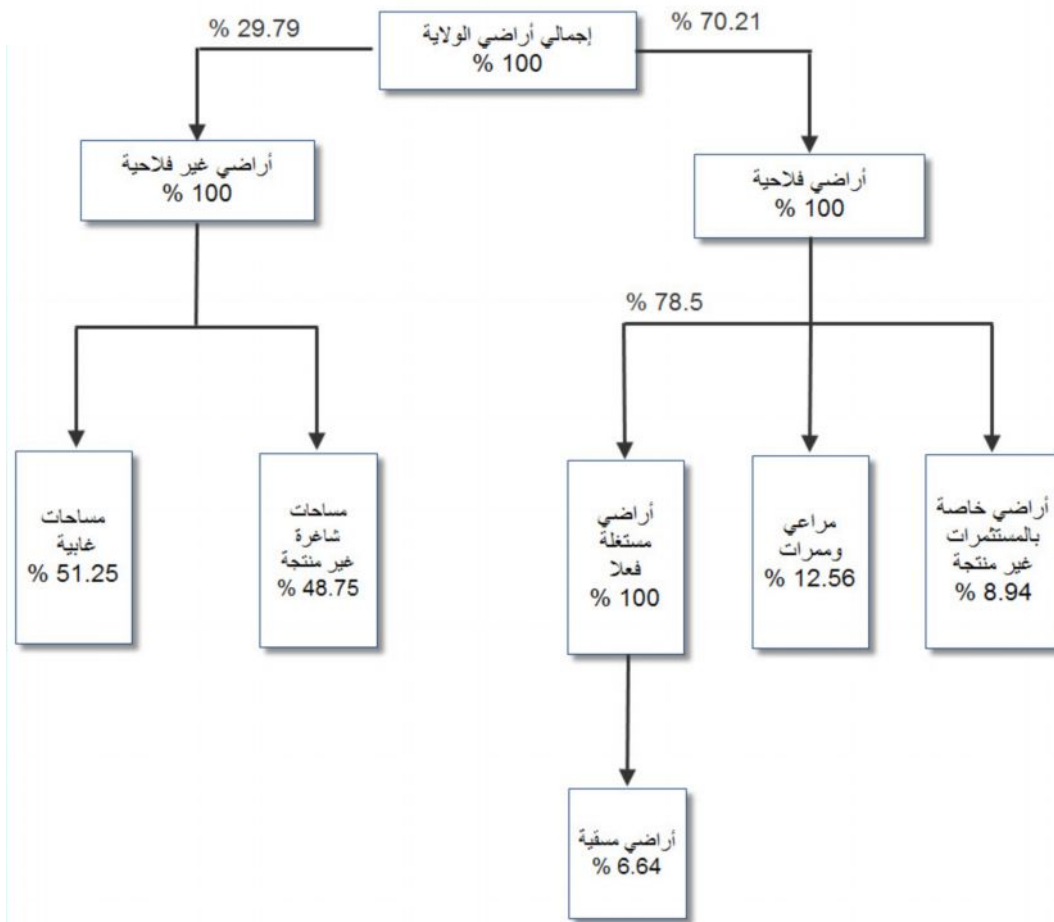 إجمالي أراضي الولاية
% 100
% 70.21
% 29.79
أراضي فلاحية
% 100
أراضي غير فلاحية
% 100
% 78.5
أراضي خاصة
بالمستثمرات
غير منتجة
% 8.94
مراعي
وممرات
% 12.56
أراضي
مستغلة
فعلا
% 100
مساحات
شاغرة
غير منتجة
% 48.75
مساحات
غابية
% 51.25
أراضي مسقية
% 6.64